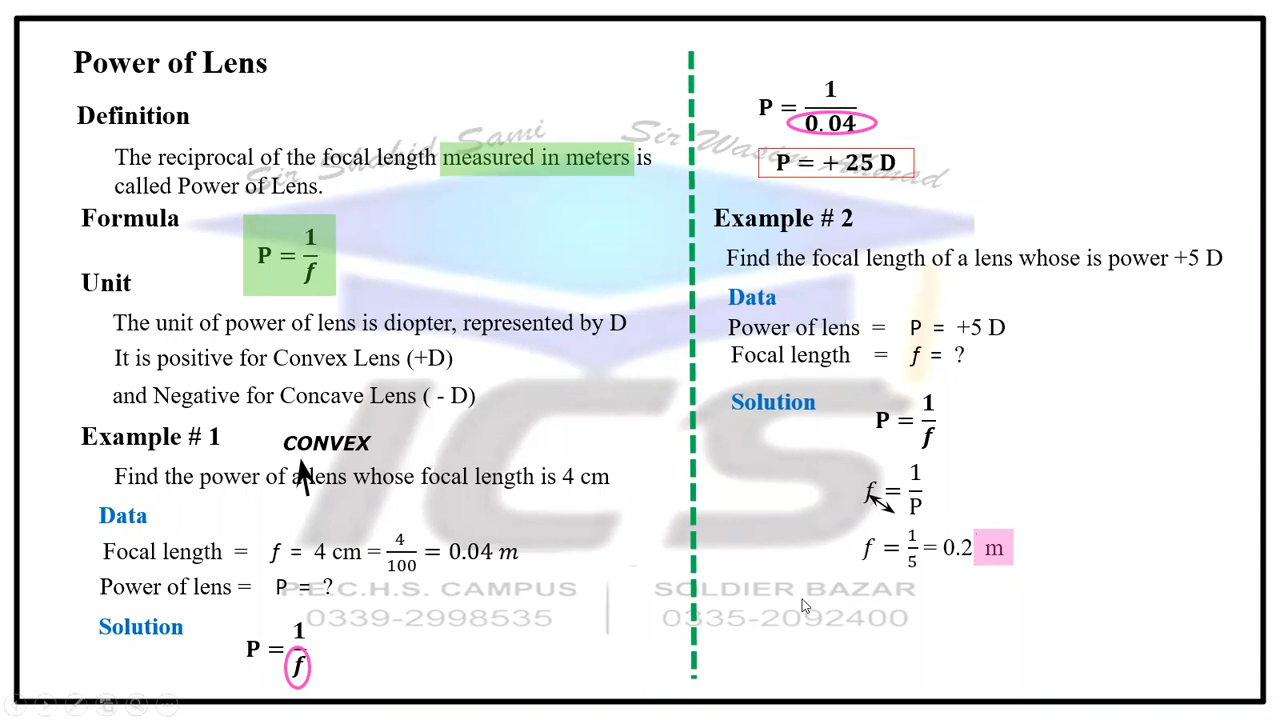 Power of Lens
Definition
The reciprocal of the focal length measured in meters is
called Power of Lens.
Formula
P = 1/f
Unit
The unit of power of lens is diopter, represented by D
It is positive for Convex Lens (+D)
and Negative for Concave Lens ( - D)
Example # 1
CONVEX
Find the power of a lens whose focal length is 4 cm
Data
Focal length = f = 4 cm = 4/100 = 0.04 m
Power of lens = P = ?
Solution
P = 1/f
P = 1/0.04
P = + 25 D
Example # 2
Find the focal length of a lens whose is power +5 D
Data
Power of lens = P = +5 D
Focal length = f = ?
Solution
P = 1/f
f = 1/P
f = 1/5 = 0.2 m
Sir Shahid Sami
Sir Wasim Ahmad
ICS
P.E.C.H.S. CAMPUS
0339-2998535
SOLDIER BAZAR
0335-2092400